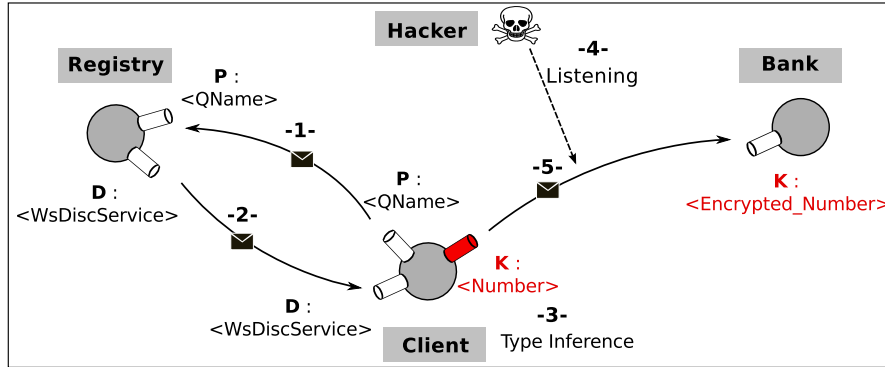 Hacker
-4-
Listening
Registry
Bank
P :
<QName>
-1-
-5-
P :
<QName>
D :
<WsDiscService>
-2-
K :
<Encrypted_Number>
K :
<Number>
D :
<WsDiscService>
-3-
Type Inference
Client